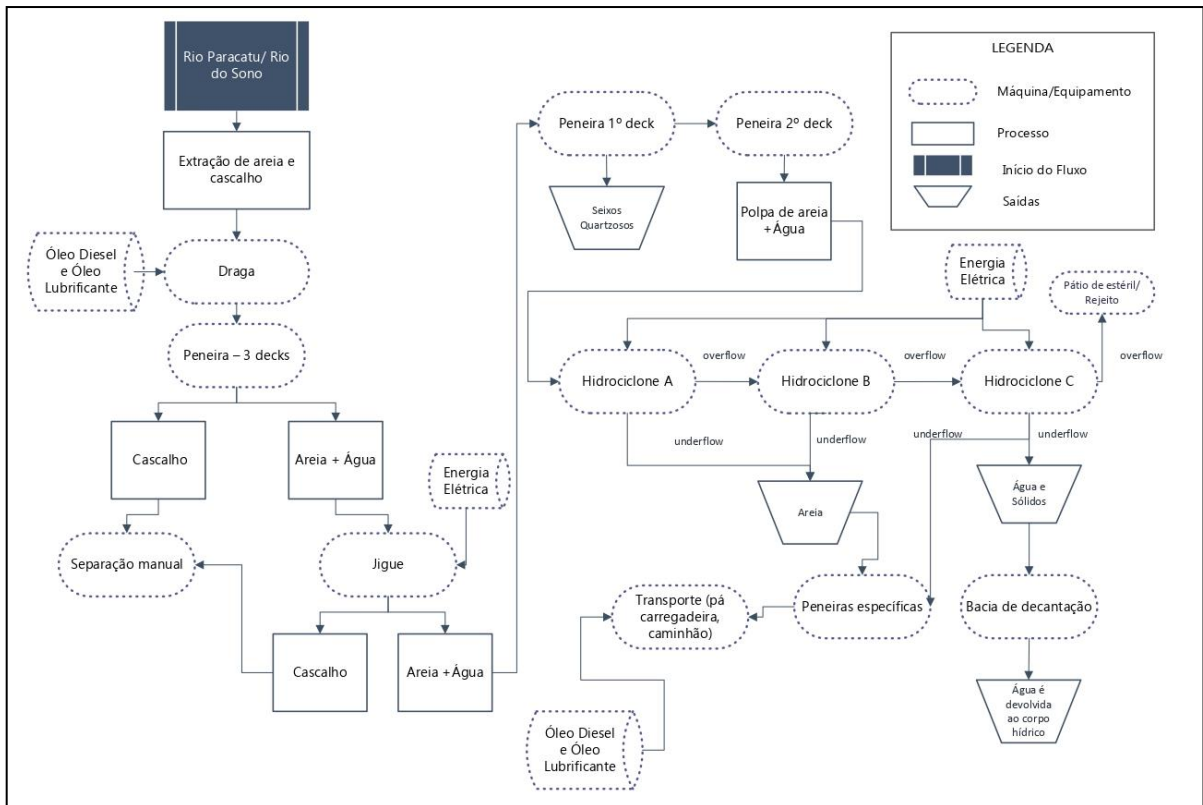 Rio Paracatu/ Rio
do Sono
Extração de areia e
cascalho
Óleo Diesel
e Óleo
Lubrificante
Draga
Peneira – 3 decks
Cascalho
Areia + Água
Energia
Elétrica
Separação manual
Jigue
Cascalho
Areia +Água
Peneira 1º deck
Peneira 2º deck
Seixos
Quartzosos
Polpa de areia
+Água
LEGENDA
Máquina/Equipamento
Processo
Início do Fluxo
Saídas
Energia
Elétrica
Pátio de estéril/
Rejeito
overflow
overflow
overflow
Hidrociclone A
Hidrociclone B
Hidrociclone C
underflow
underflow
underflow
underflow
Areia
Água e
Sólidos
Transporte (pá
carregadeira,
caminhão)
Peneiras específicas
Bacia de decantação
Óleo Diesel
e Óleo
Lubrificante
Água é
devolvida
ao corpo
hídrico